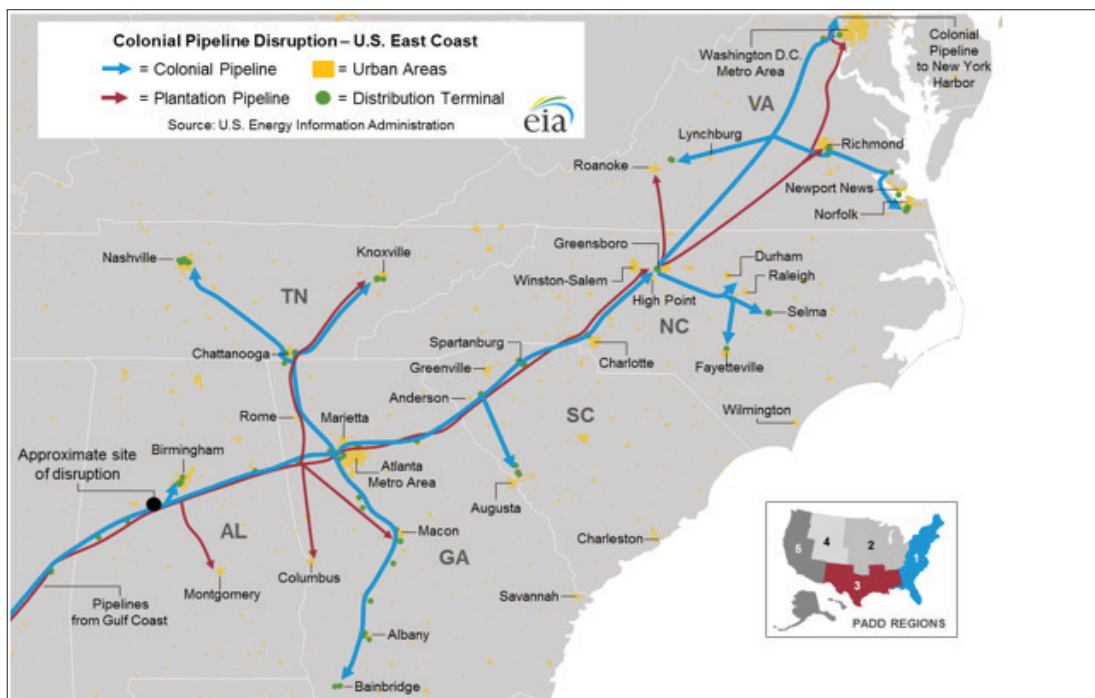 Colonial Pipeline Disruption – U.S. East Coast
= Colonial Pipeline
= Urban Areas
= Plantation Pipeline
= Distribution Terminal
Source: U.S. Energy Information Administration
eia
Washington D.C.
Metro Area
Colonial
Pipeline
to New York
Harbor
VA
Lynchburg
Richmond
Roanoke
Newport News
Norfolk
Greensboro
Nashville
Knoxville
Durham
Winston-Salem
Raleigh
TN
High Point
Selma
NC
Spartanburg
Chattanooga
Charlotte
Fayetteville
Greenville
Anderson
Rome
Marietta
SC
Wilmington
Approximate site
of disruption
Birmingham
Atlanta
Metro Area
Augusta
AL
Macon
GA
Charleston
Columbus
Montgomery
Savannah
Pipelines
from Gulf Coast
Albany
Bainbridge
5
4
2
1
3
PADD REGIONS